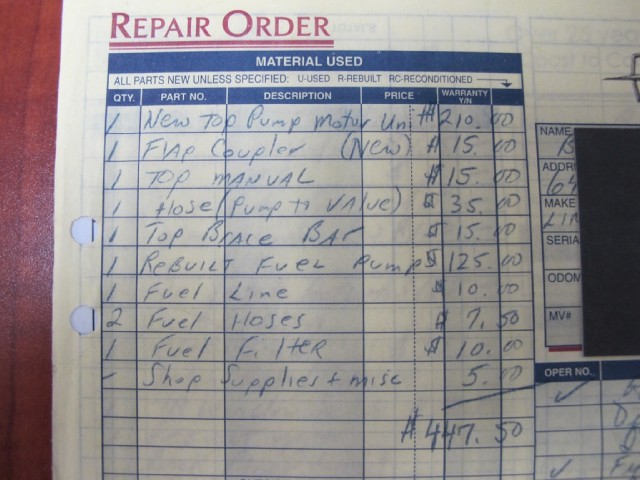 REPAIR ORDER
MATERIAL USED
ALL PARTS NEW UNLESS SPECIFIED: U-USED R-REBUILT RC-RECONDITIONED
QTY. PART NO. DESCRIPTION PRICE WARRANTY Y/N
1 New Top Pump Motor Uni $210.00
1 Flap Coupler (New) $15.00
1 Top MANUAL $15.00
1 Hose (Pump to VAlve) $35.00
1 Top Brace Bar $15.00
1 ReBuilt Fuel Pump $125.00
1 Fuel Line $10.00
2 Fuel Hoses $7.50
1 Fuel Filter $10.00
Shop Supplies + misc 5.00
$447.50
NAME
ADDR
MAKE
LIN
SERIA
ODOM
MV#
OPER NO.